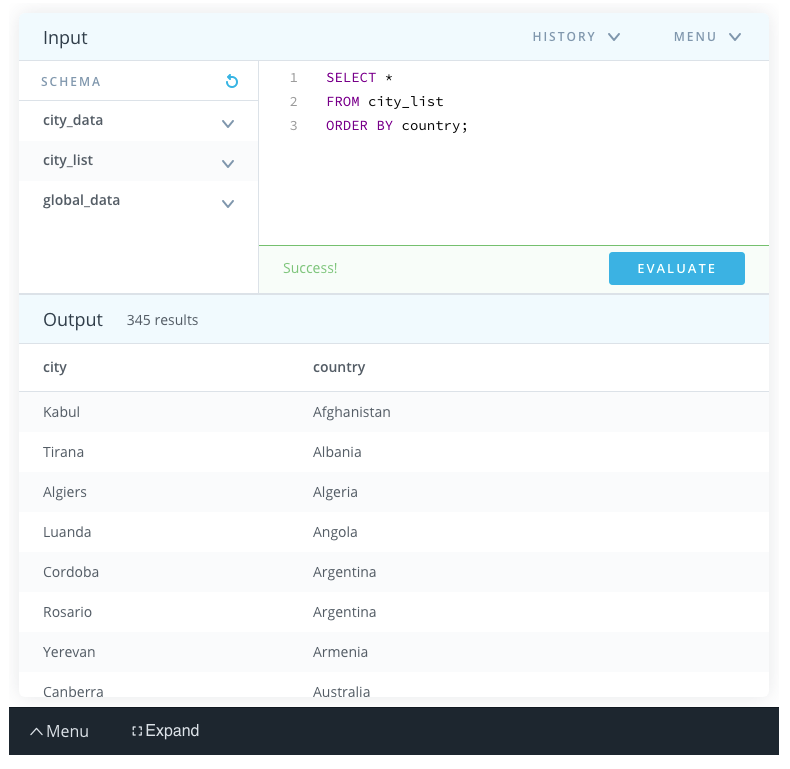 Input
HISTORY MENU
SCHEMA
city_data
city_list
global_data
1 SELECT *
2 FROM city_list
3 ORDER BY country;
Success!
EVALUATE
Output 345 results
city country
Kabul Afghanistan
Tirana Albania
Algiers Algeria
Luanda Angola
Cordoba Argentina
Rosario Argentina
Yerevan Armenia
Canberra Australia
Menu Expand